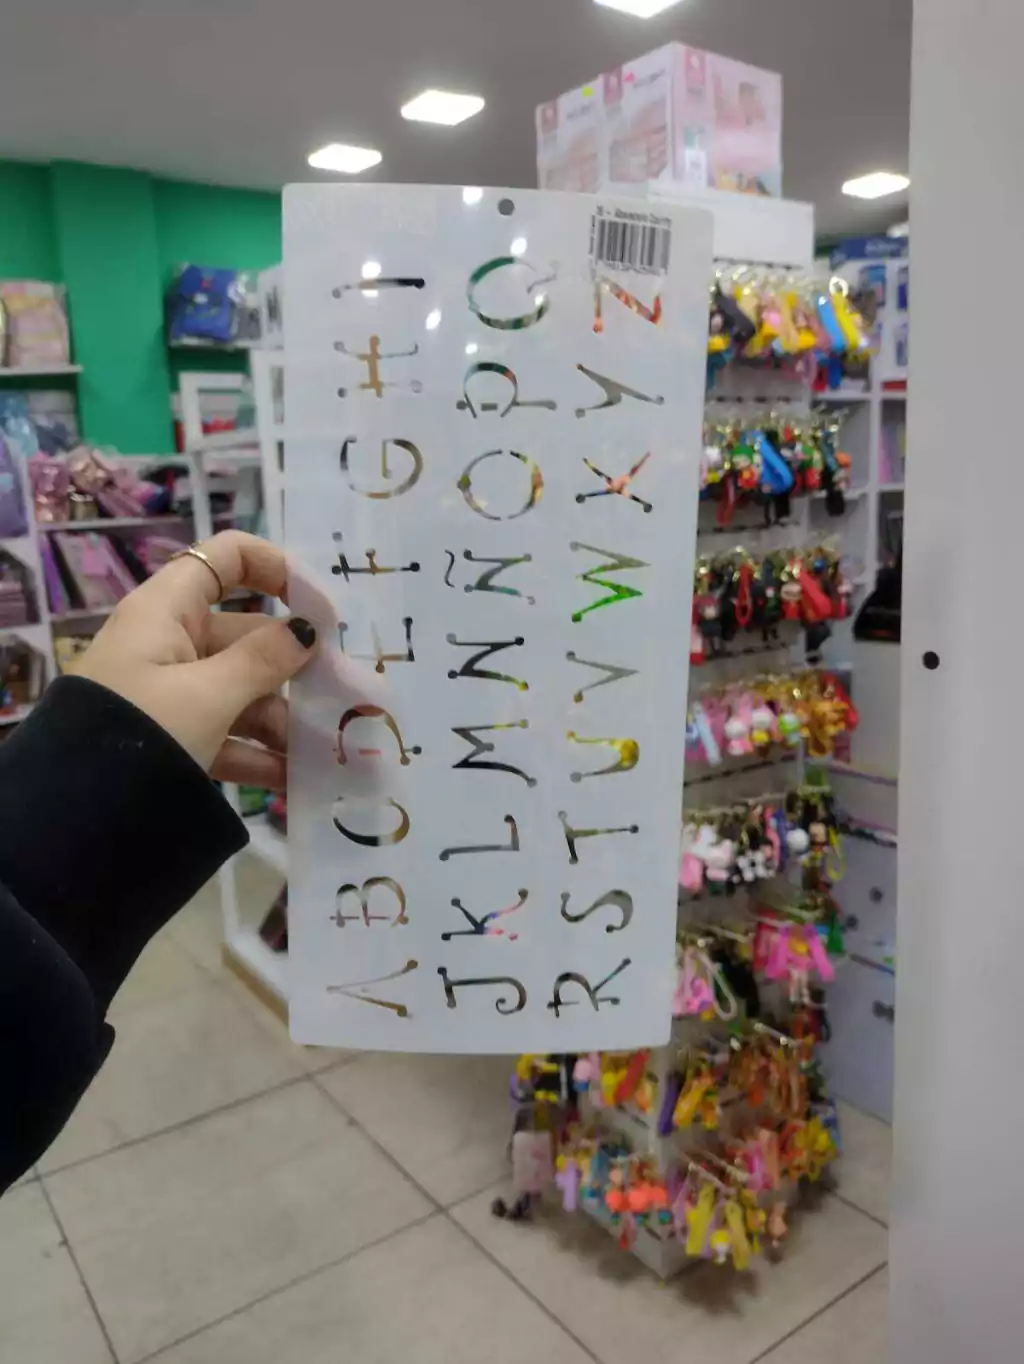 A B C D E F G H I
J K L M N Ñ O P Q
R S T U V W X Y Z